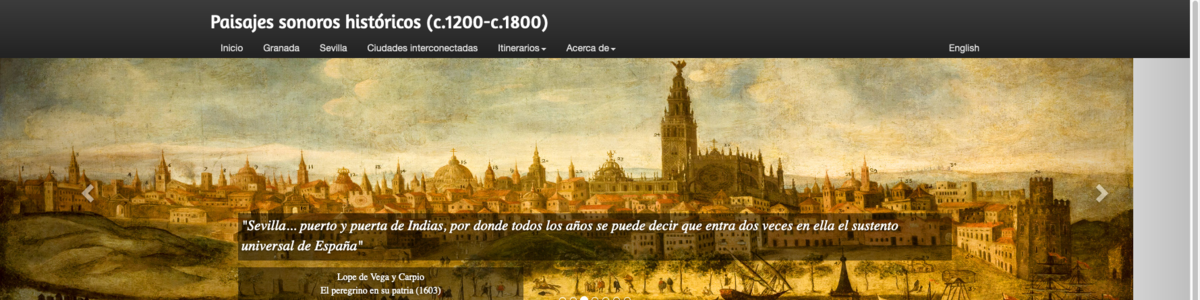 Paisajes sonoros históricos (c.1200-c.1800)
Inicio Granada Sevilla Ciudades interconectadas Itinerarios Acerca de English
"Sevilla... puerto y puerta de Indias, por donde todos los años se puede decir que entra dos veces en ella el sustento
universal de España"
Lope de Vega y Carpio
El peregrino en su patria (1603)